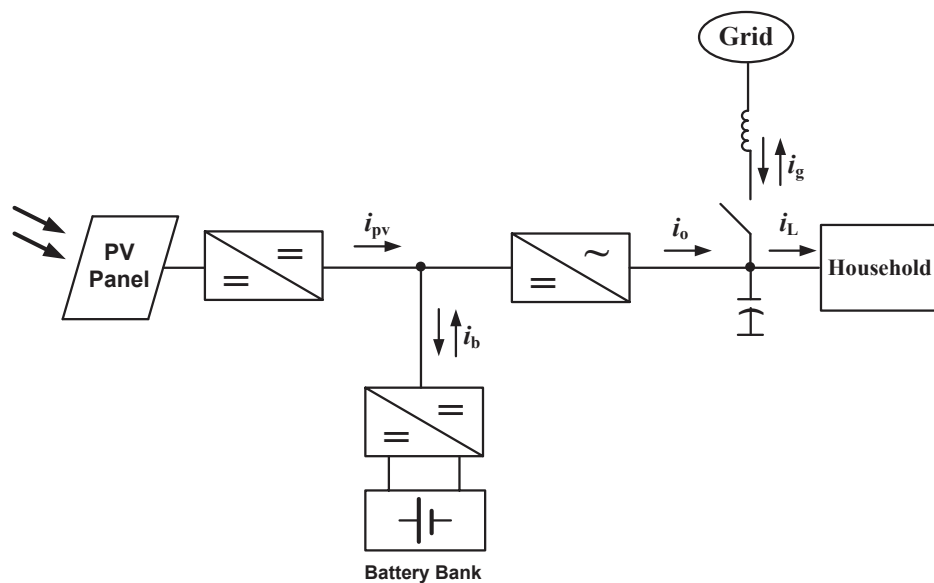 Grid
i_g
PV
Panel
i_pv
i_o
i_L
Household
i_b
Battery Bank